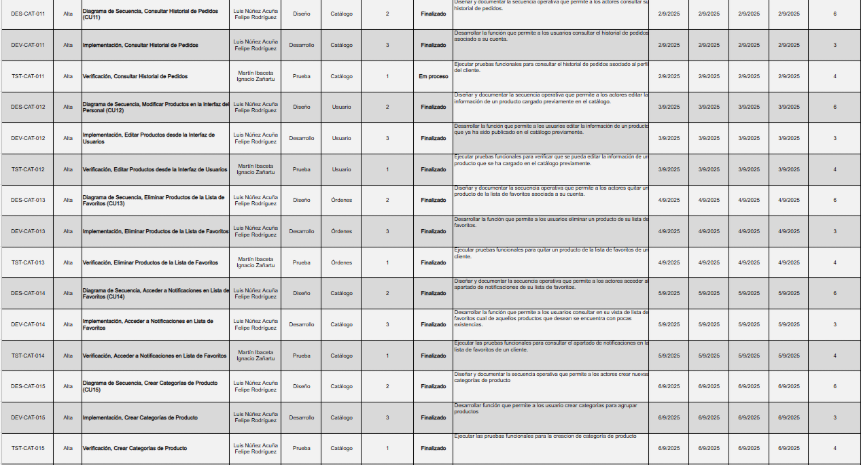 DES-CAT-011 Alta Diagrama de Secuencia, Consultar Historial de Pedidos (CU11) Luis Núñez Acuña Felipe Rodríguez Diseño Catálogo 2 Finalizado Diseñar y documentar la secuencia operativa que permite a los actores consultar su historial de pedidos. 2/9/2025 2/9/2025 2/9/2025 2/9/2025 6
DEV-CAT-011 Alta Implementación, Consultar Historial de Pedidos Luis Núñez Acuña Felipe Rodríguez Desarrollo Catálogo 3 Finalizado Desarrollar la función que permite a los usuarios consultar el historial de pedidos asociado a su cuenta. 2/9/2025 2/9/2025 2/9/2025 2/9/2025 3
TST-CAT-011 Alta Verificación, Consultar Historial de Pedidos Martín Ibaceta Ignacio Zañartu Prueba Catálogo 1 Em proceso Ejecutar pruebas funcionales para consultar el historial de pedidos asociado al perfil del cliente. 2/9/2025 2/9/2025 2/9/2025 2/9/2025 4
DES-CAT-012 Alta Diagrama de Secuencia, Modificar Productos en la Interfaz del Personal (CU12) Luis Núñez Acuña Felipe Rodríguez Diseño Usuario 2 Finalizado Diseñar y documentar la secuencia operativa que permite a los actores editar la información de un producto cargado previamente en el catálogo. 3/9/2025 3/9/2025 3/9/2025 3/9/2025 6
DEV-CAT-012 Alta Implementación, Editar Productos desde la Interfaz de Usuarios Luis Núñez Acuña Felipe Rodríguez Desarrollo Usuario 3 Finalizado Desarrollar la función que permite a los usuarios editar la información de un producto que ya ha sido publicado en el catálogo previamente. 3/9/2025 3/9/2025 3/9/2025 3/9/2025 3
TST-CAT-012 Alta Verificación, Editar Productos desde la Interfaz de Usuarios Martín Ibaceta Ignacio Zañartu Prueba Usuario 1 Finalizado Ejecutar pruebas funcionales para verificar que se pueda editar la información de un producto que se ha cargado en el catálogo previamente. 3/9/2025 3/9/2025 3/9/2025 3/9/2025 4
DES-CAT-013 Alta Diagrama de Secuencia, Eliminar Productos de la Lista de Favoritos (CU13) Luis Núñez Acuña Felipe Rodríguez Diseño Órdenes 2 Finalizado Diseñar y documentar la secuencia operativa que permite a los actores quitar un producto de la lista de favoritos asociada a su cuenta. 4/9/2025 4/9/2025 4/9/2025 4/9/2025 6
DEV-CAT-013 Alta Implementación, Eliminar Productos de la Lista de Favoritos Luis Núñez Acuña Felipe Rodríguez Desarrollo Órdenes 3 Finalizado Desarrollar la función que permite a los usuarios eliminar un producto de su lista de favoritos. 4/9/2025 4/9/2025 4/9/2025 4/9/2025 3
TST-CAT-013 Alta Verificación, Eliminar Productos de la Lista de Favoritos Martín Ibaceta Ignacio Zañartu Prueba Órdenes 1 Finalizado Ejecutar pruebas funcionales para quitar un producto de la lista de favoritos de un cliente. 4/9/2025 4/9/2025 4/9/2025 4/9/2025 4
DES-CAT-014 Alta Diagrama de Secuencia, Acceder a Notificaciones en Lista de Favoritos (CU14) Luis Núñez Acuña Felipe Rodríguez Diseño Catálogo 2 Finalizado Diseñar y documentar la secuencia operativa que permite a los actores acceder al apartado de notificaciones de su lista de favoritos. 5/9/2025 5/9/2025 5/9/2025 5/9/2025 6
DEV-CAT-014 Alta Implementación, Acceder a Notificaciones en Lista de Favoritos Luis Núñez Acuña Felipe Rodríguez Desarrollo Catálogo 3 Finalizado Desarrollar la función que permite a los usuarios consultar en su vista de lista de favoritos cual de aquellos productos que desean se encuentra con pocas existencias. 5/9/2025 5/9/2025 5/9/2025 5/9/2025 3
TST-CAT-014 Alta Verificación, Acceder a Notificaciones en Lista de Favoritos Martín Ibaceta Ignacio Zañartu Prueba Catálogo 1 Finalizado Ejecutar las pruebas funcionales para consultar el apartado de notificaciones en la lista de favoritos de un cliente. 5/9/2025 5/9/2025 5/9/2025 5/9/2025 4
DES-CAT-015 Alta Diagrama de Secuencia, Crear Categorías de Producto (CU15) Luis Núñez Acuña Felipe Rodríguez Diseño Catálogo 2 Finalizado Diseñar y documentar la secuencia operativa que permite a los actores crear nuevas categorías de producto 6/9/2025 6/9/2025 6/9/2025 6/9/2025 6
DEV-CAT-015 Alta Implementación, Crear Categorías de Producto Luis Núñez Acuña Felipe Rodríguez Desarrollo Catálogo 3 Finalizado Desarrollar función que permite a los usuario crear categorías para agrupar productos 6/9/2025 6/9/2025 6/9/2025 6/9/2025 3
TST-CAT-015 Alta Verificación, Crear Categorías de Producto Luis Núñez Acuña Felipe Rodríguez Prueba Catálogo 1 Finalizado Ejecutar las pruebas funcionales para la creacion de categoría de producto 6/9/2025 6/9/2025 6/9/2025 6/9/2025 4